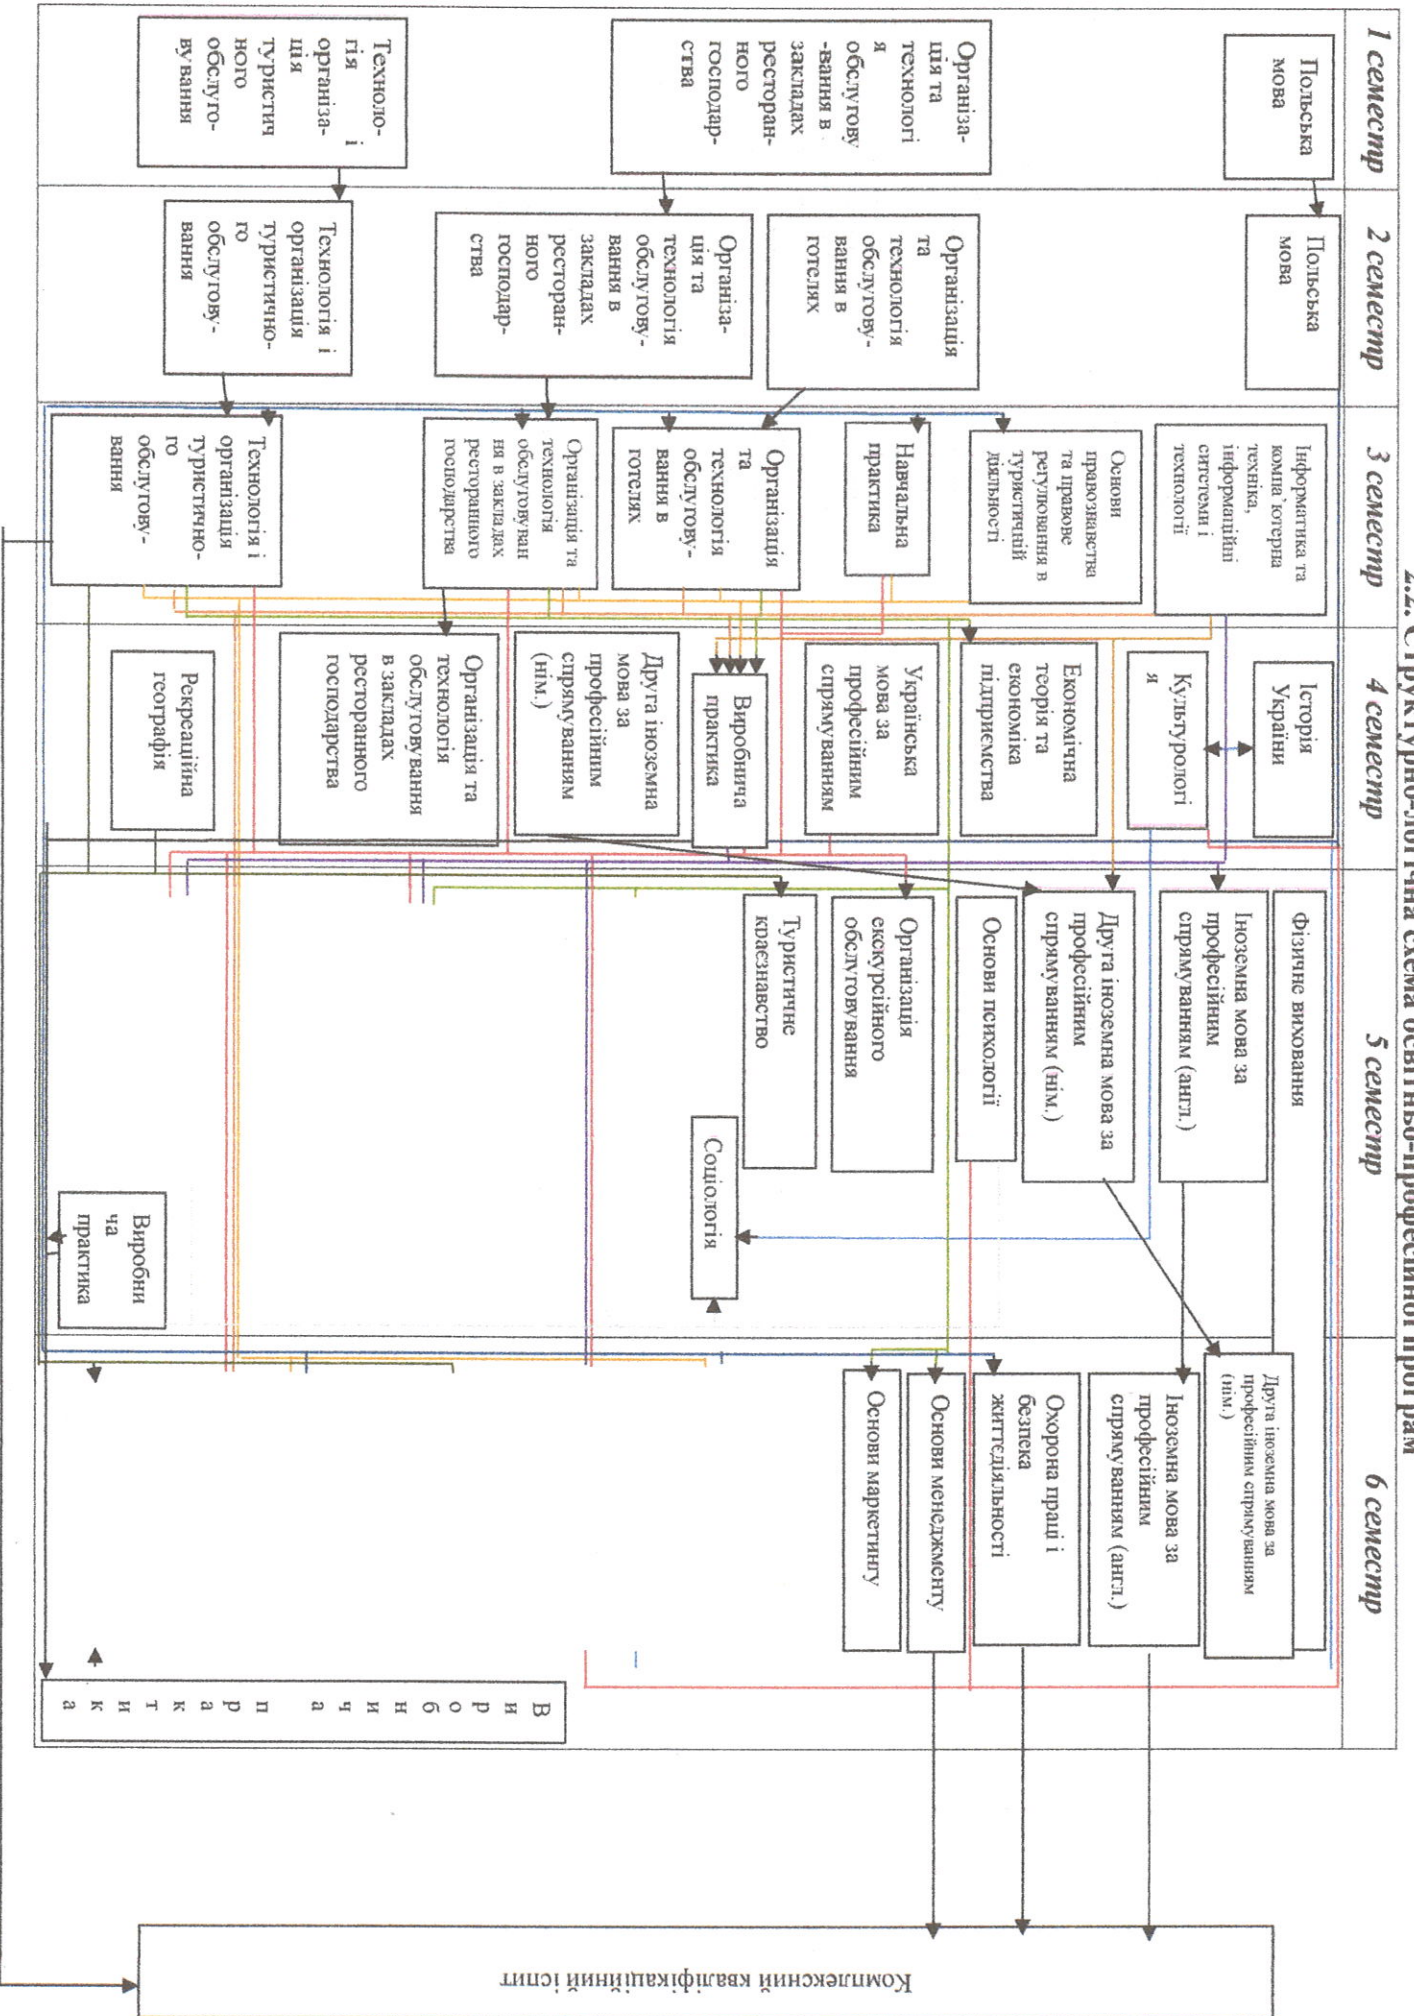 2.2. Структурно-логічна схема освітньо-професійної програм
1 семестр
2 семестр
3 семестр
4 семестр
5 семестр
6 семестр
Польська
мова
Організа-
ція та
технологі
я
обслугову
-вання в
закладах
ресторан-
ного
господар-
ства
Техноло-
гія і
організа-
ція
туристич
ного
обслуго-
вування
Польська
мова
Організація
та
технологія
обслугову-
вання в
готелях
Організа-
ція та
технологія
обслугову-
вання в
закладах
ресторан-
ного
господар-
ства
Технологія і
організація
туристично-
го
обслугову-
вання
Інформатика та
компа`ютерна
техніка,
інформаційні
ситстеми і
технології
Основи
правознавства
та правове
регулювання в
туристичній
діяльності
Навчальна
практика
Організація
та
технологія
обслугову-
вання в
готелях
Організація та
технологія
обслуговуван
ня в закладах
ресторанного
господарства
Технологія і
організація
туристично-
го
обслугову-
вання
Історія
України
Культурологі
я
Економічна
теорія та
економіка
підприємства
Українська
мова за
професійним
спрямуванням
Виробнича
практика
Друга іноземна
мова за
професійним
спрямуванням
(нім.)
Організація та
технологія
обслуговування
в закладах
ресторанного
господарства
Рекреаційна
географія
Фізичне виховання
Іноземна мова за
професійним
спрямуванням (англ.)
Друга іноземна мова за
професійним
спрямуванням (нім.)
Основи психології
Організація
екскурсійного
обслуговування
Туристичне
краєзнавство
Соціологія
Виробни
ча
практика
Друга іноземна мова за
професійним спрямуванням
(нім.)
Іноземна мова за
професійним
спрямуванням (англ.)
Охорона праці і
безпека
життєдіяльності
Основи менеджменту
Основи маркетингу
Виробнича практика
Комплексний кваліфікаційний іспит